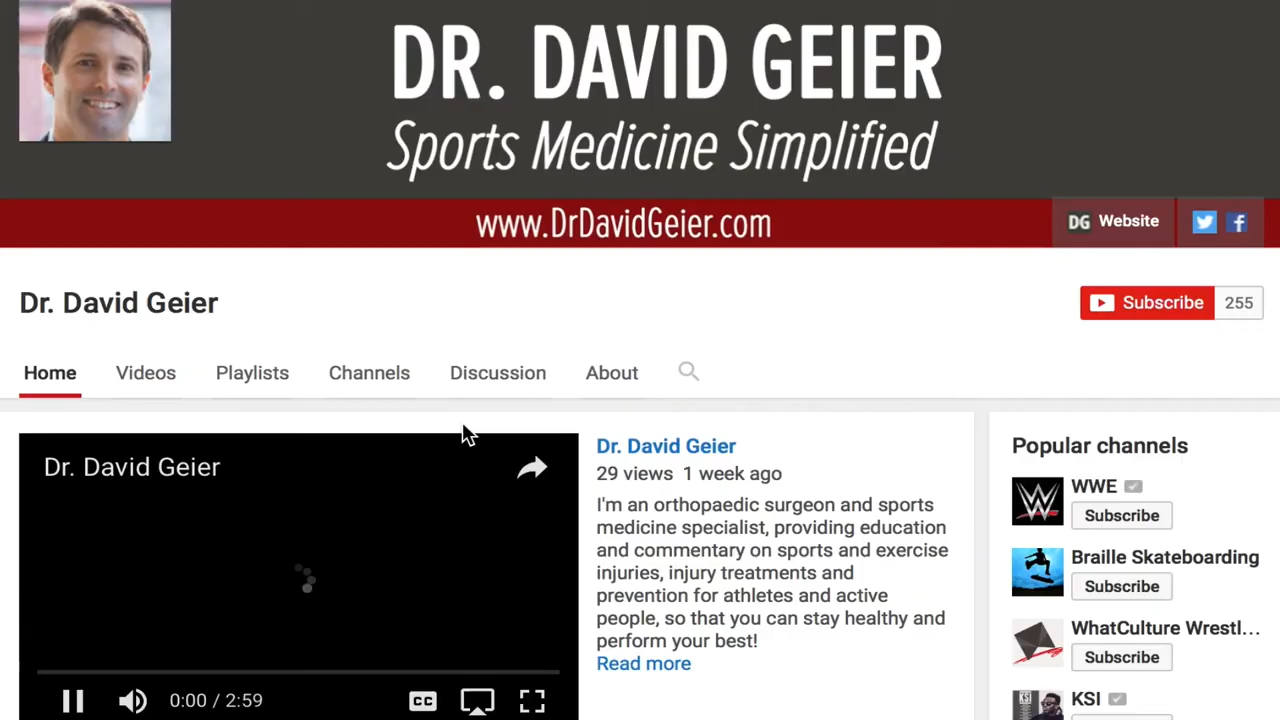 DR. DAVID GEIER
Sports Medicine Simplified
www.DrDavidGeier.com
DG Website
Dr. David Geier
Subscribe 255
Home Videos Playlists Channels Discussion About
Dr. David Geier
0:00 / 2:59
CC
Dr. David Geier
29 views 1 week ago
I'm an orthopaedic surgeon and sports
medicine specialist, providing education
and commentary on sports and exercise
injuries, injury treatments and
prevention for athletes and active
people, so that you can stay healthy and
perform your best!
Read more
Popular channels
WWE
Subscribe
Braille Skateboarding
Subscribe
WhatCulture Wrestl...
Subscribe
KSI